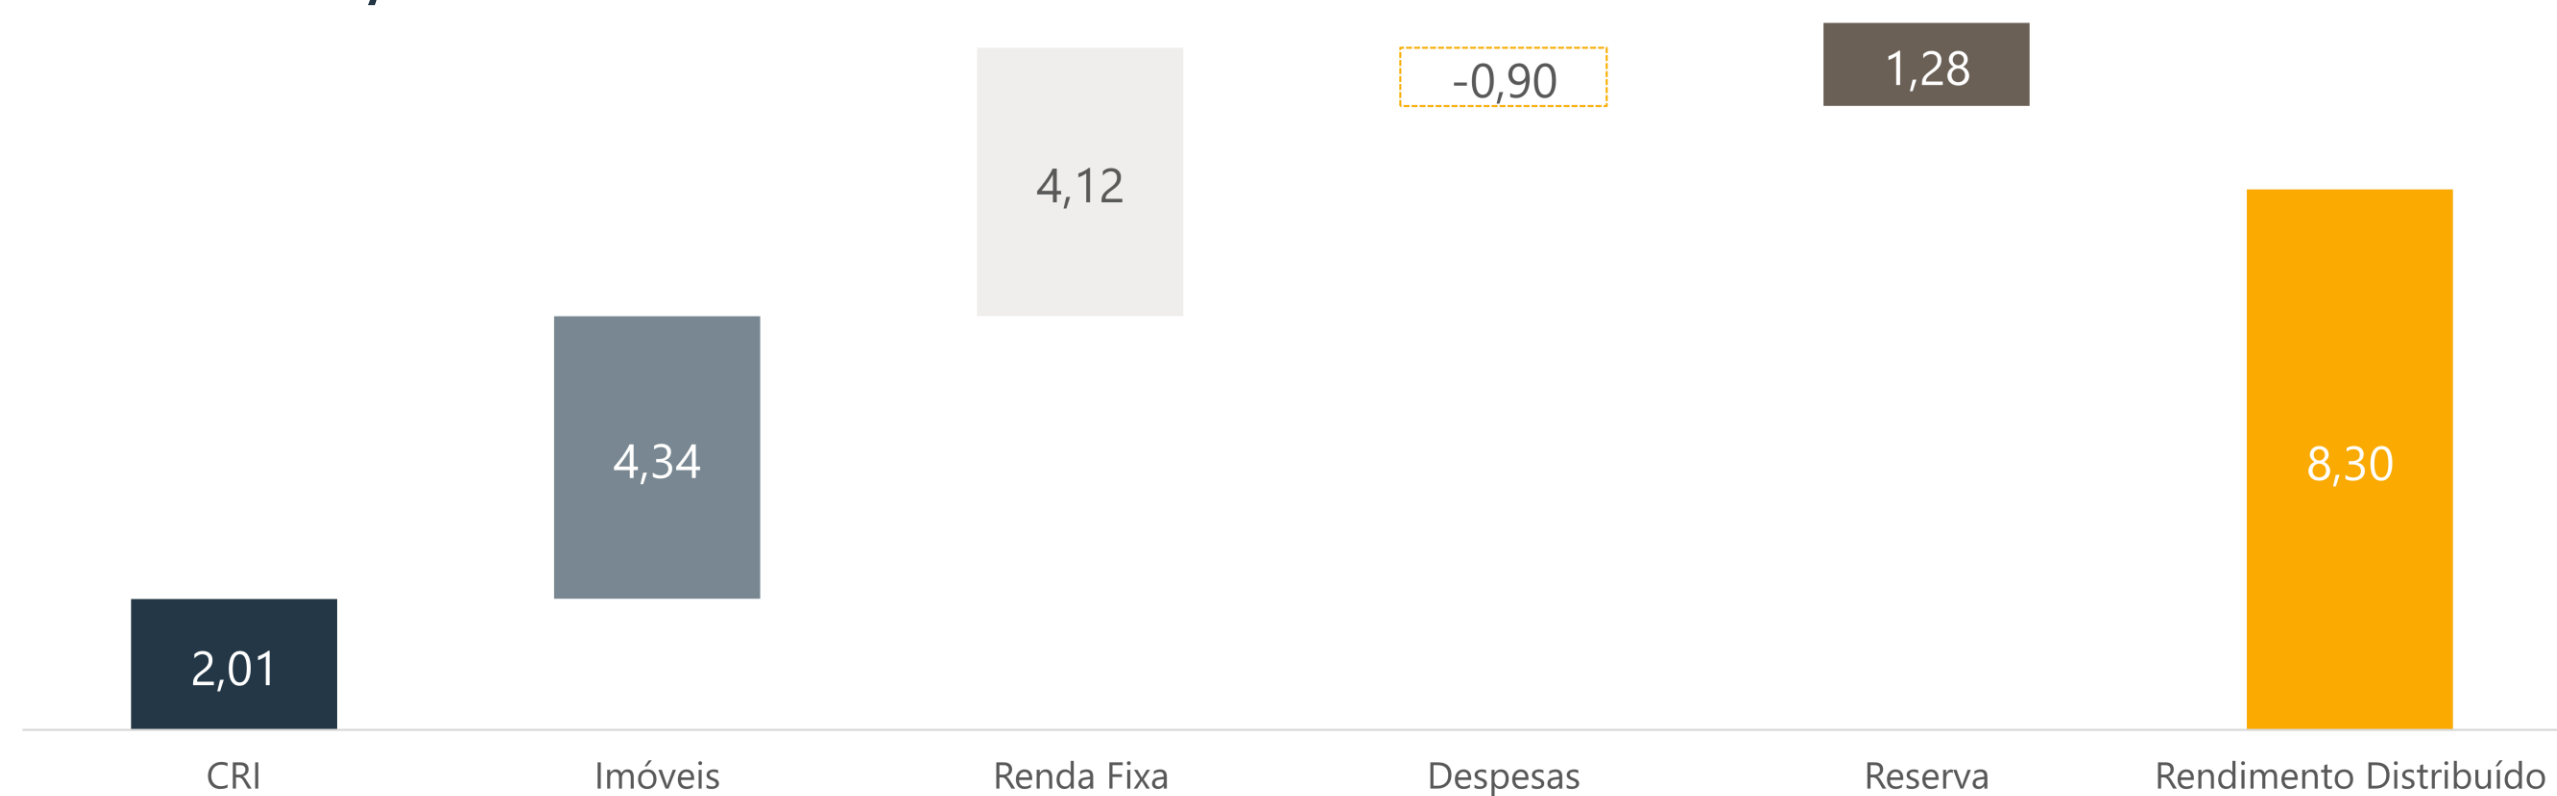 -0,90
1,28
4,12
4,34
8,30
2,01
CRI
Imóveis
Renda Fixa
Despesas
Reserva
Rendimento Distribuído